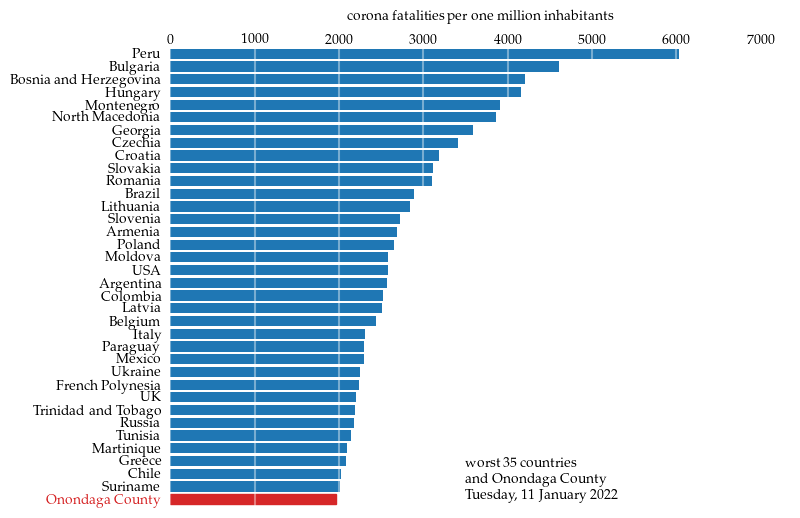 corona fatalities per one million inhabitants
0 1000 2000 3000 4000 5000 6000 7000
Peru
Bulgaria
Bosnia and Herzegovina
Hungary
Montenegro
North Macedonia
Georgia
Czechia
Croatia
Slovakia
Romania
Brazil
Lithuania
Slovenia
Armenia
Poland
Moldova
USA
Argentina
Colombia
Latvia
Belgium
Italy
Paraguay
Mexico
Ukraine
French Polynesia
UK
Trinidad and Tobago
Russia
Tunisia
Martinique
Greece
Chile
Suriname
Onondaga County
worst 35 countries
and Onondaga County
Tuesday, 11 January 2022